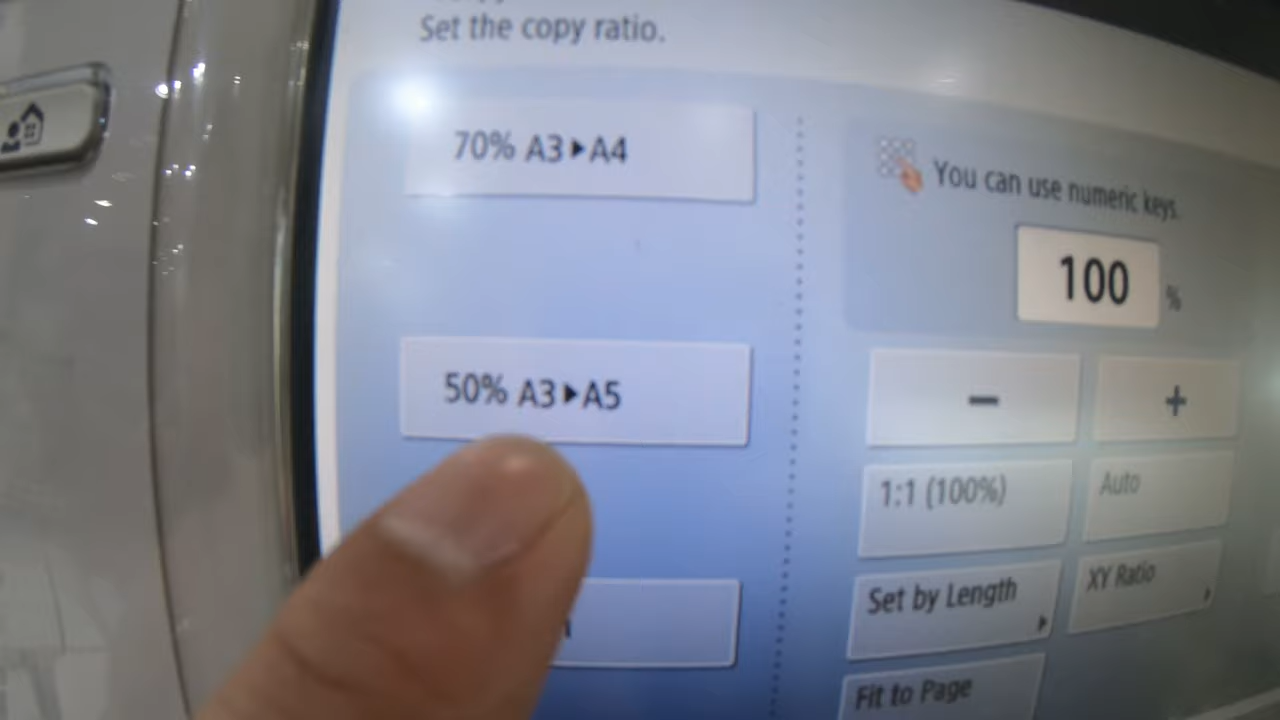 Set the copy ratio.
70% A3▶A4
50% A3▶A5
You can use numeric keys.
100 %
−
+
1:1 (100%)
Auto
Set by Length
XY Ratio
Fit to Page